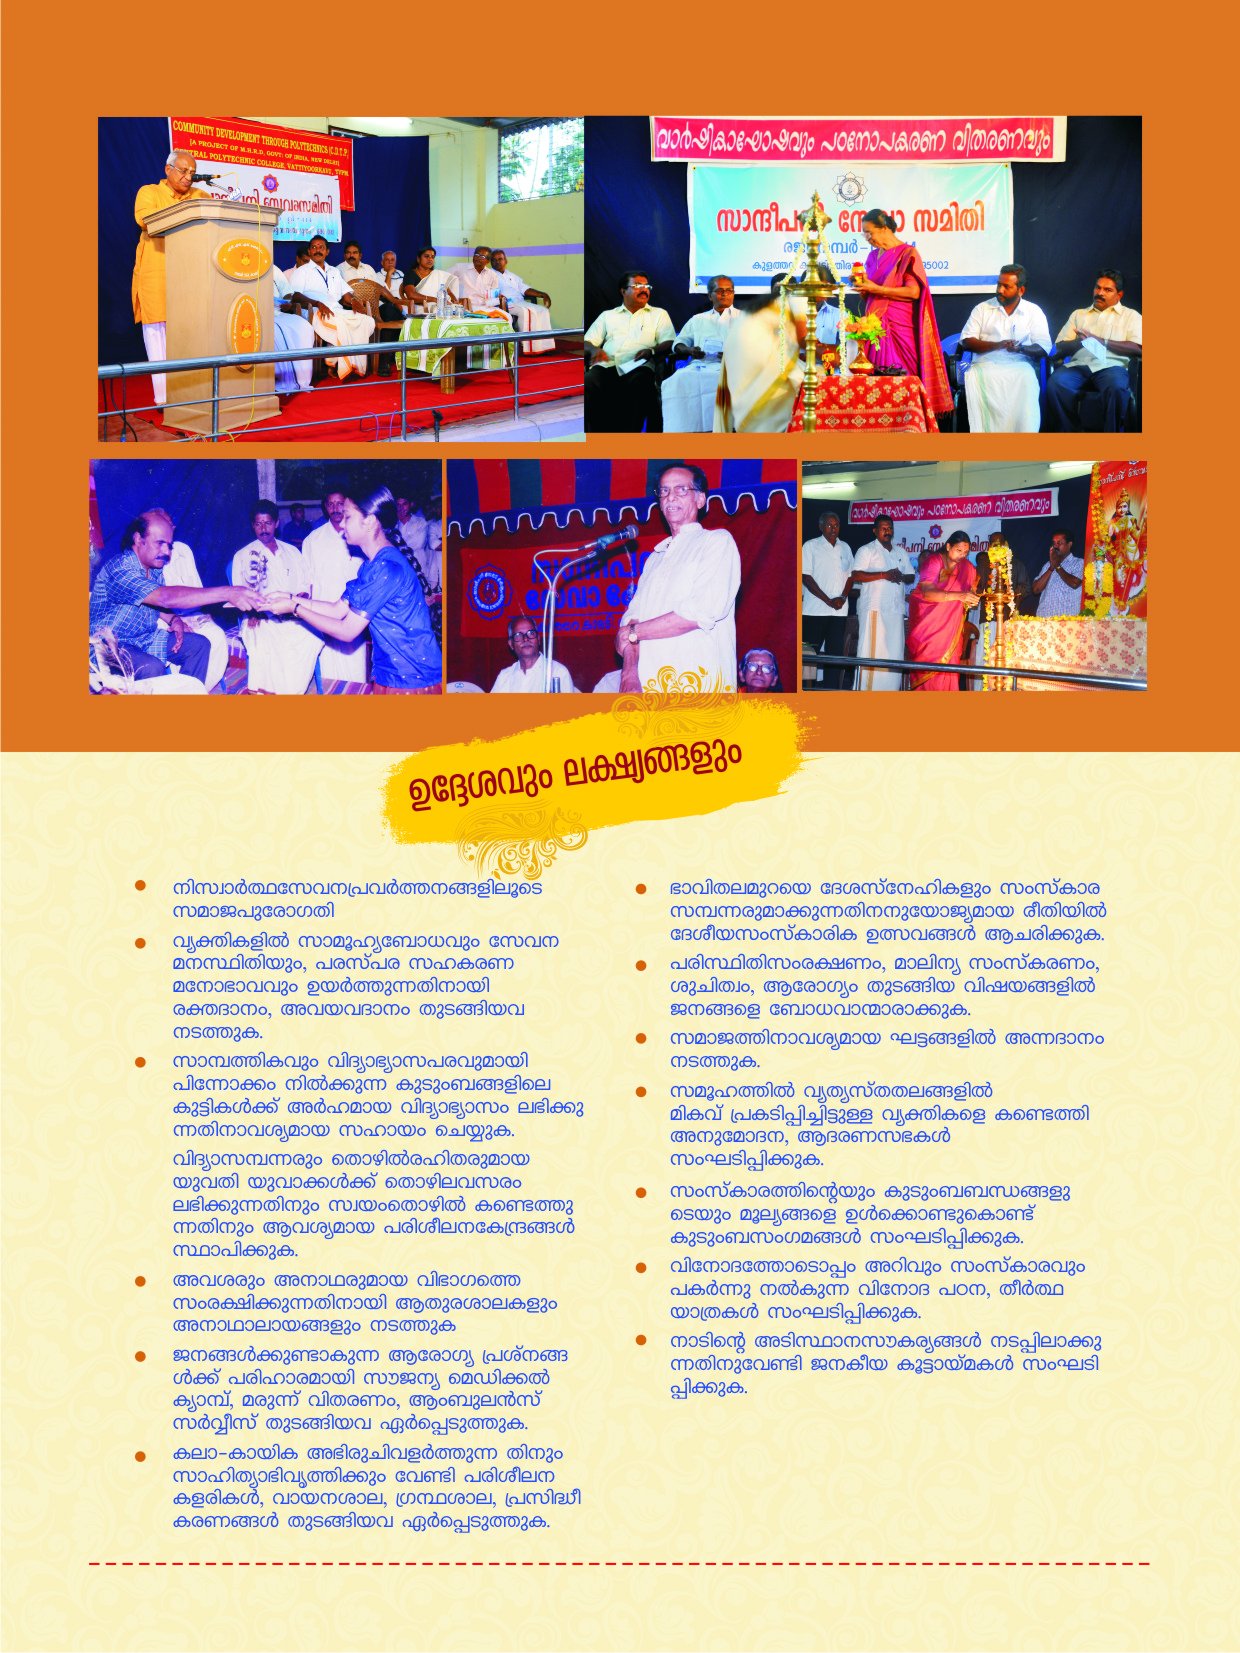 COMMUNITY DEVELOPMENT THROUGH POLYTECHNICS (C.D.T.P)
[A PROJECT OF M.H.R.D, GOVT: OF INDIA, NEW DELHI]
POLYTECHNIC COLLEGE, VATTIYOORKAVU, TVPM
വാർഷികാഘോഷവും പഠനോപകരണ വിതരണവും
സേവാ സമിതി
35002
വാർഷികാഘോഷവും പഠനോപകരണ വിതരണവും
ഉദ്ദേശവും ലക്ഷ്യങ്ങളും
നിസ്വാർത്ഥസേവനപ്രവർത്തനങ്ങളിലൂടെ
സമാജപുരോഗതി
വ്യക്തികളിൽ സാമൂഹ്യബോധവും സേവന
മനസ്ഥിതിയും, പരസ്പര സഹകരണ
മനോഭാവവും ഉയർത്തുന്നതിനായി
രക്തദാനം, അവയവദാനം തുടങ്ങിയവ
നടത്തുക.
സാമ്പത്തികവും വിദ്യാഭ്യാസപരവുമായി
പിന്നോക്കം നിൽക്കുന്ന കുടുംബങ്ങളിലെ
കുട്ടികൾക്ക് അർഹമായ വിദ്യാഭ്യാസം ലഭിക്കു
ന്നതിനാവശ്യമായ സഹായം ചെയ്യുക.
വിദ്യാസമ്പന്നരും തൊഴിൽരഹിതരുമായ
യുവതി യുവാക്കൾക്ക് തൊഴിലവസരം
ലഭിക്കുന്നതിനും സ്വയംതൊഴിൽ കണ്ടെത്തു
ന്നതിനും ആവശ്യമായ പരിശീലനകേന്ദ്രങ്ങൾ
സ്ഥാപിക്കുക.
അവശരും അനാഥരുമായ വിഭാഗത്തെ
സംരക്ഷിക്കുന്നതിനായി ആതുരശാലകളും
അനാഥാലായങ്ങളും നടത്തുക
ജനങ്ങൾക്കുണ്ടാകുന്ന ആരോഗ്യ പ്രശ്നങ്ങ
ൾക്ക് പരിഹാരമായി സൗജന്യ മെഡിക്കൽ
ക്യാമ്പ്, മരുന്ന് വിതരണം, ആംബുലൻസ്
സർവ്വീസ് തുടങ്ങിയവ ഏർപ്പെടുത്തുക.
കലാ-കായിക അഭിരുചിവളർത്തുന്ന തിനും
സാഹിത്യാഭിവൃത്തിക്കും വേണ്ടി പരിശീലന
കളരികൾ, വായനശാല, ഗ്രന്ഥശാല, പ്രസിദ്ധീ
കരണങ്ങൾ തുടങ്ങിയവ ഏർപ്പെടുത്തുക.
ഭാവിതലമുറയെ ദേശസ്നേഹികളും സംസ്കാര
സമ്പന്നരുമാക്കുന്നതിനനുയോജ്യമായ രീതിയിൽ
ദേശീയസംസ്കാരിക ഉത്സവങ്ങൾ ആചരിക്കുക.
പരിസ്ഥിതിസംരക്ഷണം, മാലിന്യ സംസ്കരണം,
ശുചിത്വം, ആരോഗ്യം തുടങ്ങിയ വിഷയങ്ങളിൽ
ജനങ്ങളെ ബോധവാന്മാരാക്കുക.
സമാജത്തിനാവശ്യമായ ഘട്ടങ്ങളിൽ അന്നദാനം
നടത്തുക.
സമൂഹത്തിൽ വ്യത്യസ്തതലങ്ങളിൽ
മികവ് പ്രകടിപ്പിച്ചിട്ടുള്ള വ്യക്തികളെ കണ്ടെത്തി
അനുമോദന, ആദരണസഭകൾ
സംഘടിപ്പിക്കുക.
സംസ്കാരത്തിന്റെയും കുടുംബബന്ധങ്ങളു
ടെയും മൂല്യങ്ങളെ ഉൾക്കൊണ്ടുകൊണ്ട്
കുടുംബസംഗമങ്ങൾ സംഘടിപ്പിക്കുക.
വിനോദത്തോടൊപ്പം അറിവും സംസ്കാരവും
പകർന്നു നൽകുന്ന വിനോദ പഠന, തീർത്ഥ
യാത്രകൾ സംഘടിപ്പിക്കുക.
നാടിന്റെ അടിസ്ഥാനസൗകര്യങ്ങൾ നടപ്പിലാക്കു
ന്നതിനുവേണ്ടി ജനകീയ കൂട്ടായ്മകൾ സംഘടി
പ്പിക്കുക.